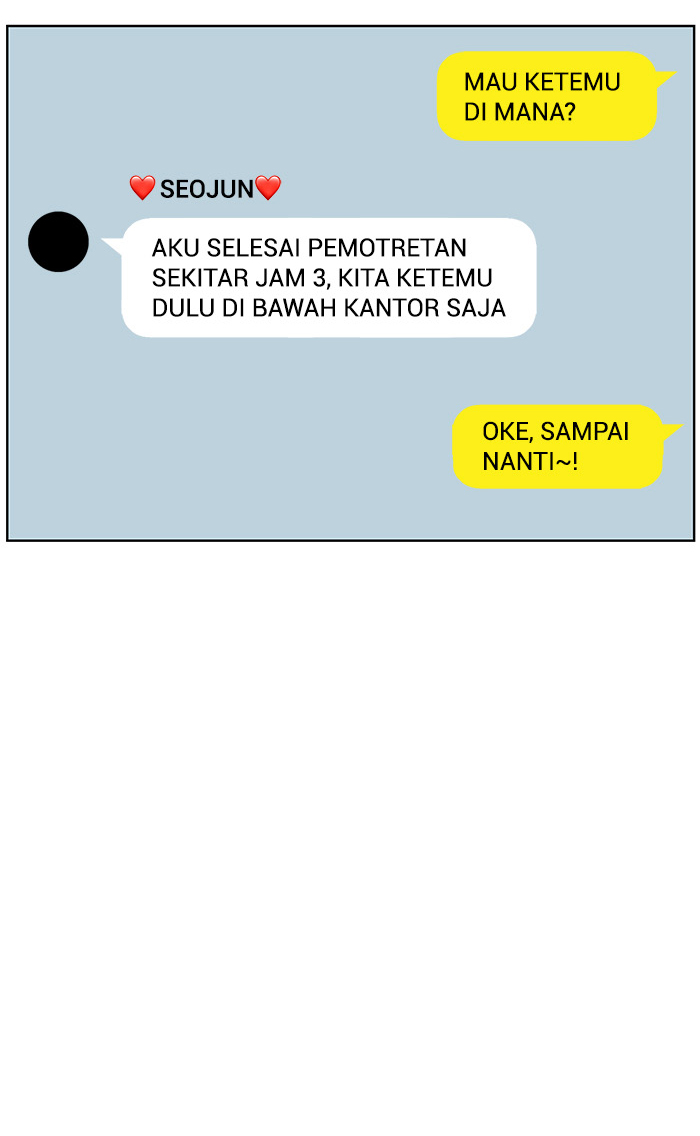 MAU KETEMU
DI MANA?
❤️SEOJUN❤️
AKU SELESAI PEMOTRETAN
SEKITAR JAM 3, KITA KETEMU
DULU DI BAWAH KANTOR SAJA
OKE, SAMPAI
NANTI~!